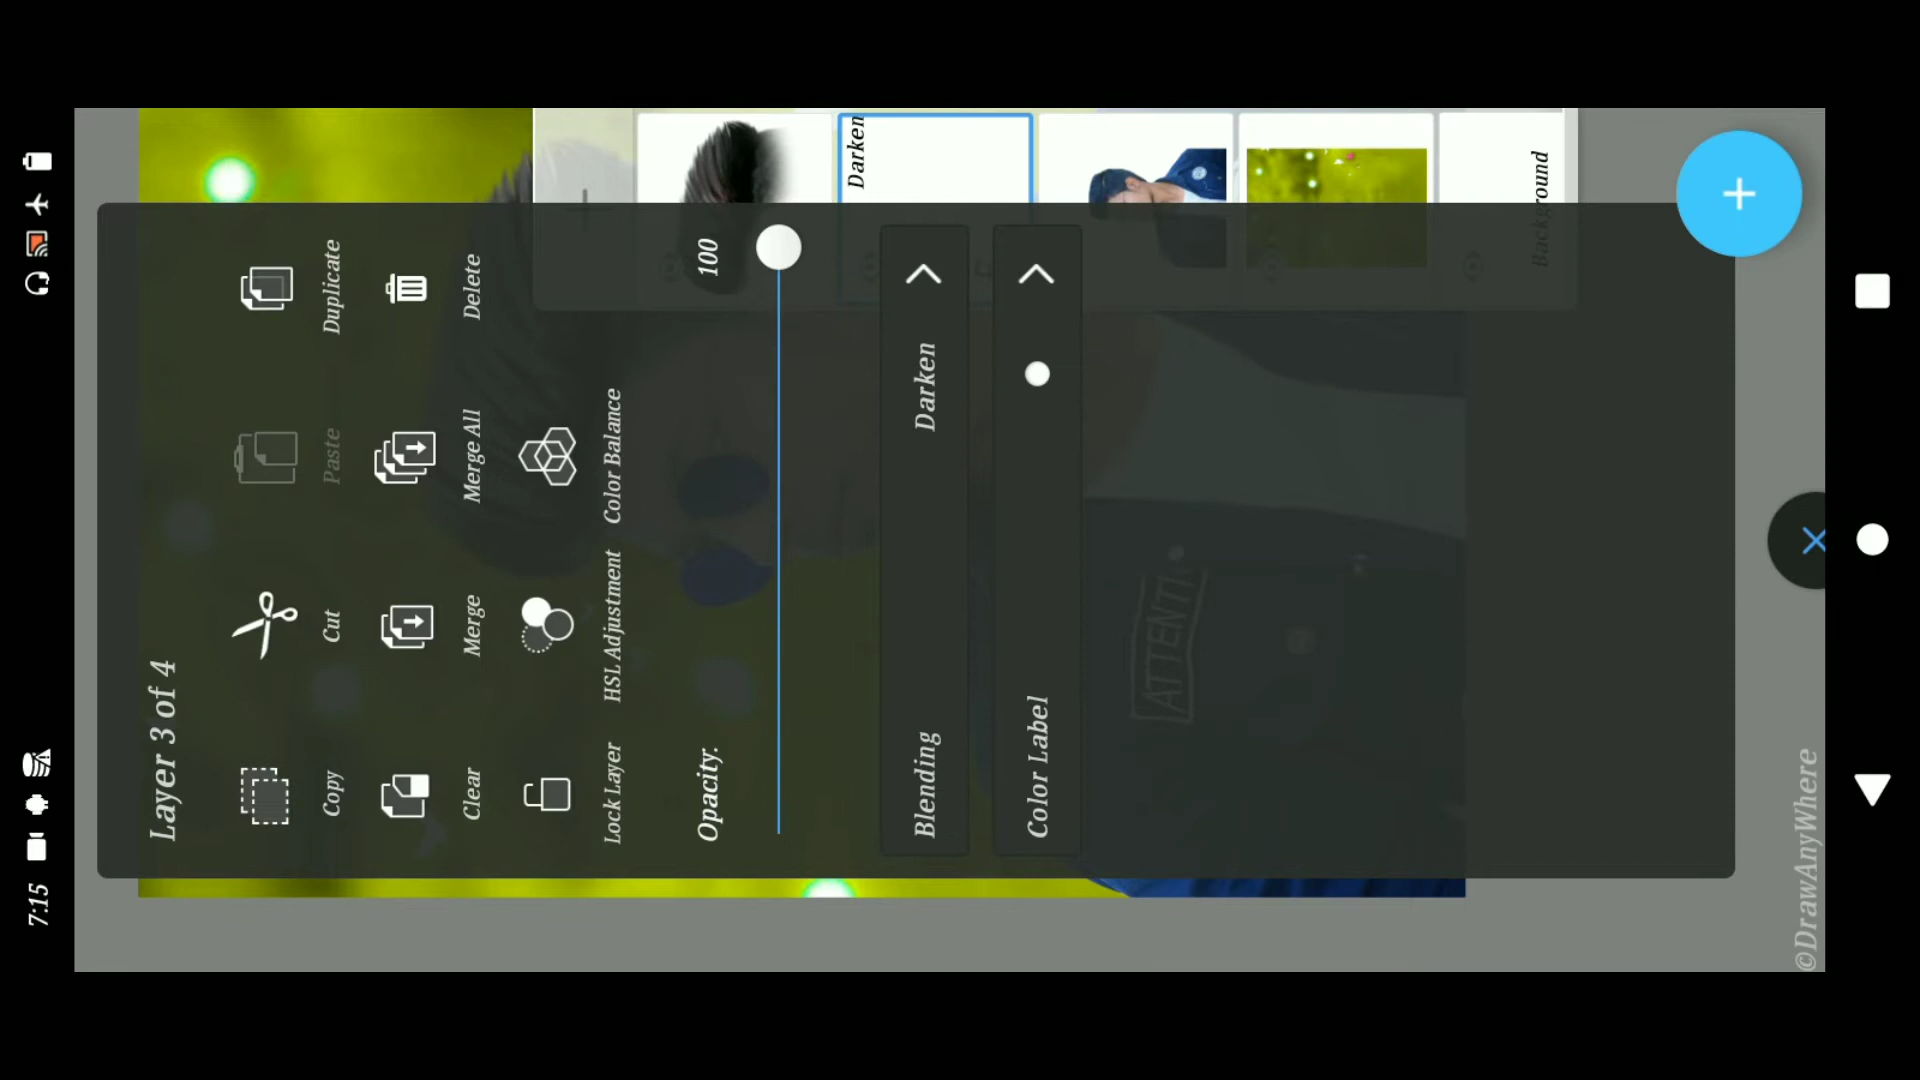 7:15
Layer 3 of 4
Copy
Cut
Paste
Duplicate
Clear
Merge
Merge All
Delete
Lock Layer
HSL Adjustment
Color Balance
Opacity.
100
Blending
Darken
Color Label
Darken
Background
ATTENTI
©DrawAnyWhere